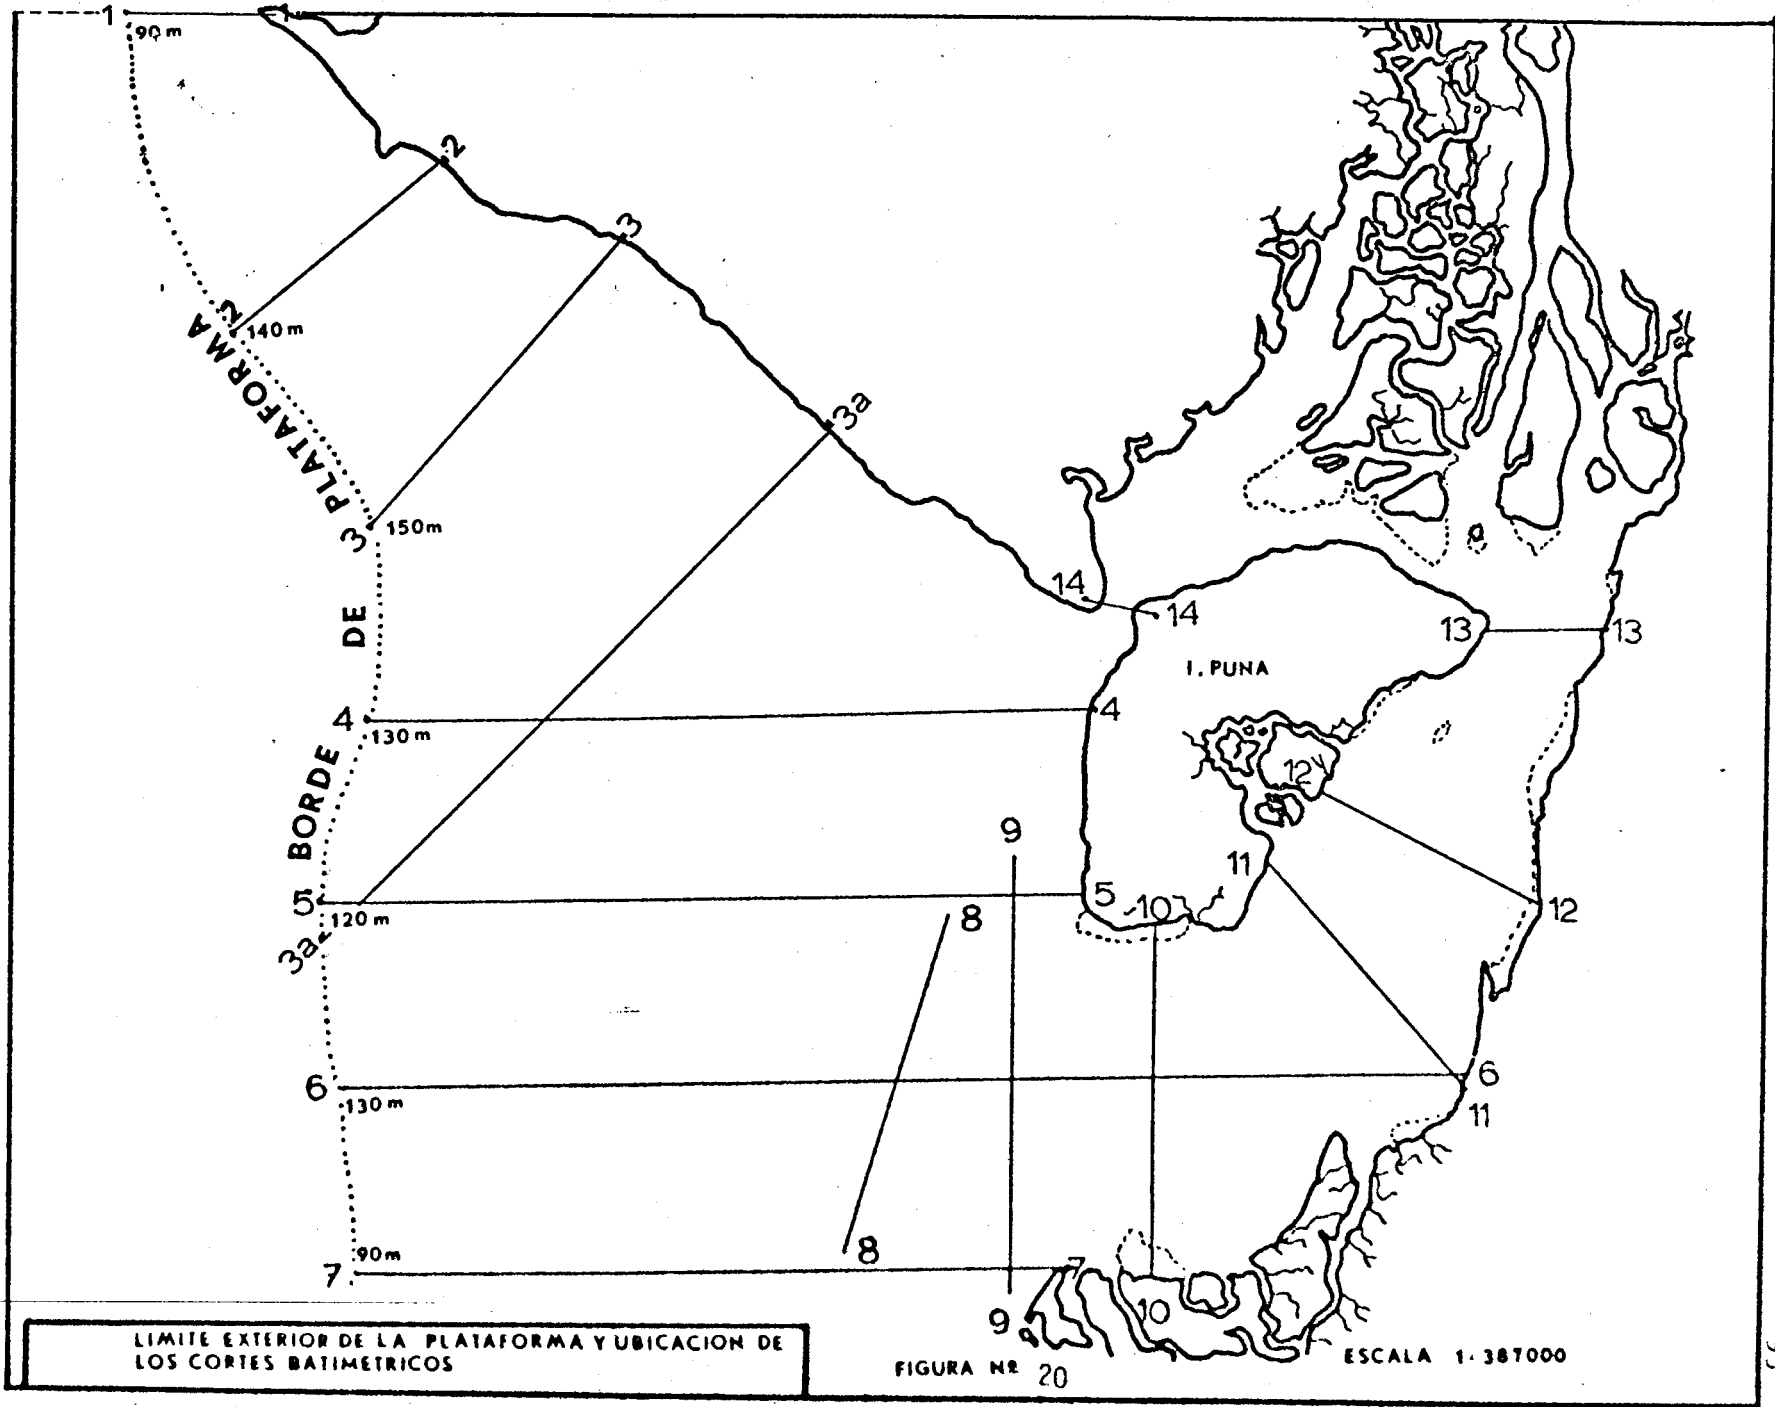 1
1
90 m
2
3
2
140 m
3a
3
150 m
14
14
13
13
I. PUNA
4
130 m
4
12
9
11
5
120 m
5
10
8
12
3a
6
130 m
6
11
8
90 m
7
7
9
10
BORDE DE PLATAFORMA
LIMITE EXTERIOR DE LA PLATAFORMA Y UBICACION DE
LOS CORTES BATIMETRICOS
FIGURA Nº 20
ESCALA 1:387000